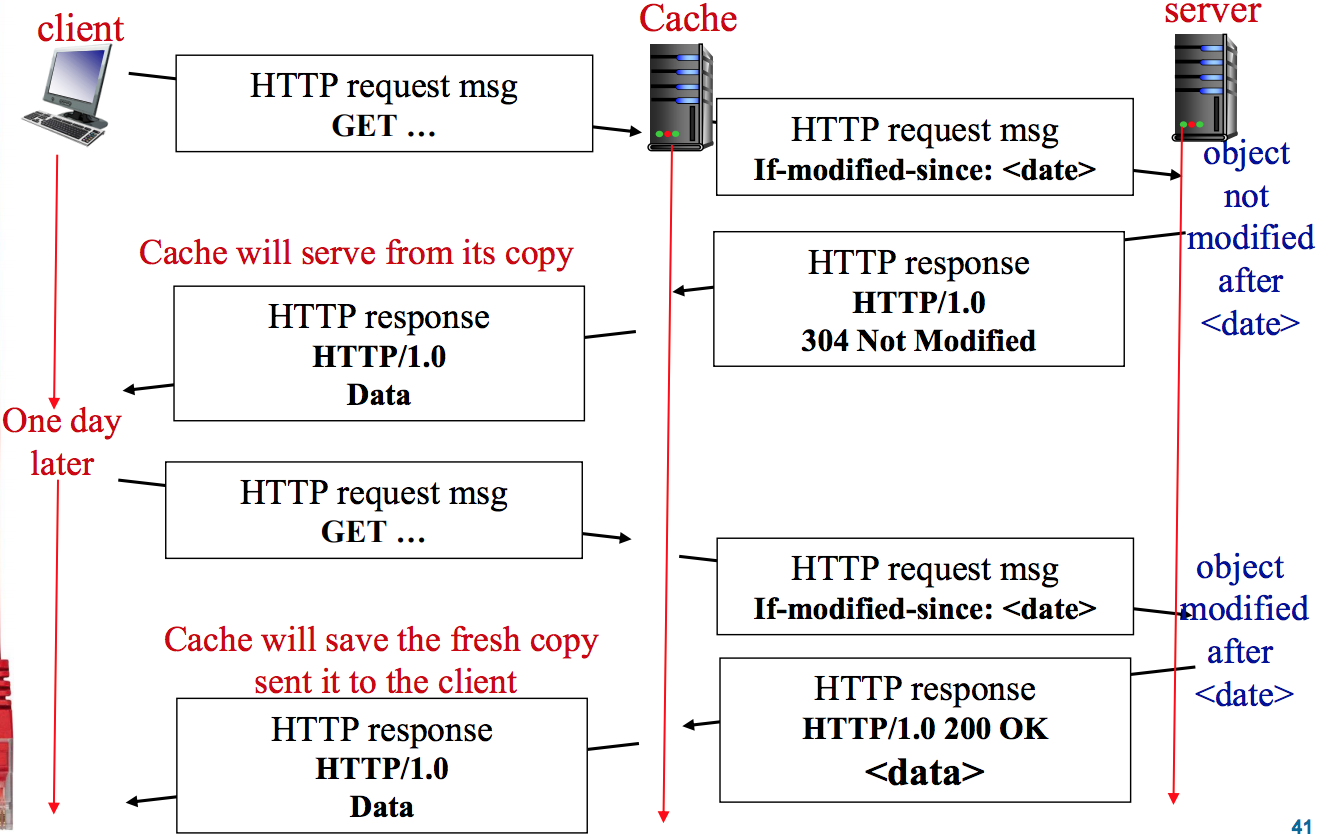 client
Cache
server
HTTP request msg
GET …
HTTP request msg
If-modified-since: <date>
object
not
modified
after
<date>
Cache will serve from its copy
HTTP response
HTTP/1.0
304 Not Modified
HTTP response
HTTP/1.0
Data
One day
later
HTTP request msg
GET …
HTTP request msg
If-modified-since: <date>
object
modified
after
<date>
Cache will save the fresh copy
sent it to the client
HTTP response
HTTP/1.0 200 OK
<data>
HTTP response
HTTP/1.0
Data
41